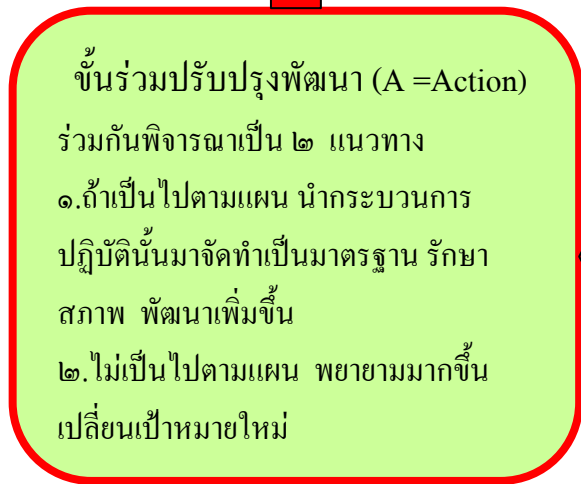 ขั้นร่วมปรับปรุงพัฒนา (A =Action)
ร่วมกันพิจารณาเป็น ๒ แนวทาง
๑.ถ้าเป็นไปตามแผน นำกระบวนการ
ปฏิบัตินั้นมาจัดทำเป็นมาตรฐาน รักษา
สภาพ พัฒนาเพิ่มขึ้น
๒.ไม่เป็นไปตามแผน พยายามมากขึ้น
เปลี่ยนเป้าหมายใหม่